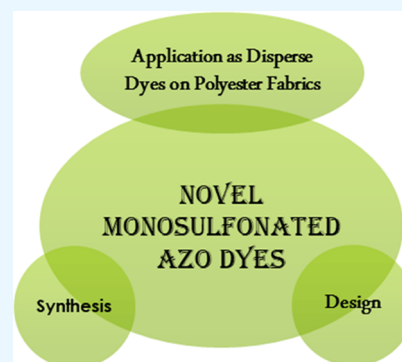 Application as Disperse
Dyes on Polyester Fabrics
NOVEL
MONOSULFONATED
AZO DYES
Synthesis
Design